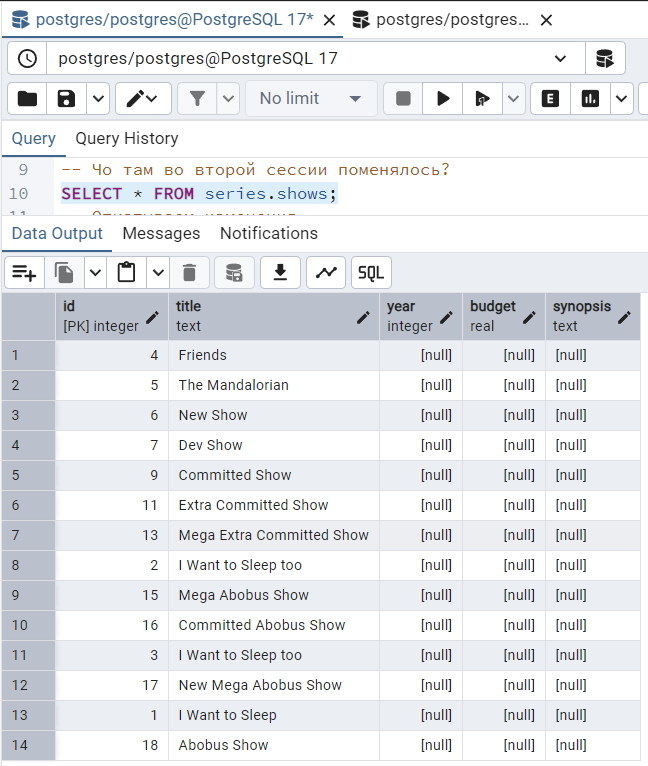 postgres/postgres@PostgreSQL 17*
postgres/postgres...
postgres/postgres@PostgreSQL 17
No limit
E
Query Query History
9 -- Чо там во второй сессии поменялось?
10 SELECT * FROM series.shows;
Data Output Messages Notifications
SQL
id title year budget synopsis
[PK] integer text integer real text
1 4 Friends [null] [null] [null]
2 5 The Mandalorian [null] [null] [null]
3 6 New Show [null] [null] [null]
4 7 Dev Show [null] [null] [null]
5 9 Committed Show [null] [null] [null]
6 11 Extra Committed Show [null] [null] [null]
7 13 Mega Extra Committed Show [null] [null] [null]
8 2 I Want to Sleep too [null] [null] [null]
9 15 Mega Abobus Show [null] [null] [null]
10 16 Committed Abobus Show [null] [null] [null]
11 3 I Want to Sleep too [null] [null] [null]
12 17 New Mega Abobus Show [null] [null] [null]
13 1 I Want to Sleep [null] [null] [null]
14 18 Abobus Show [null] [null] [null]